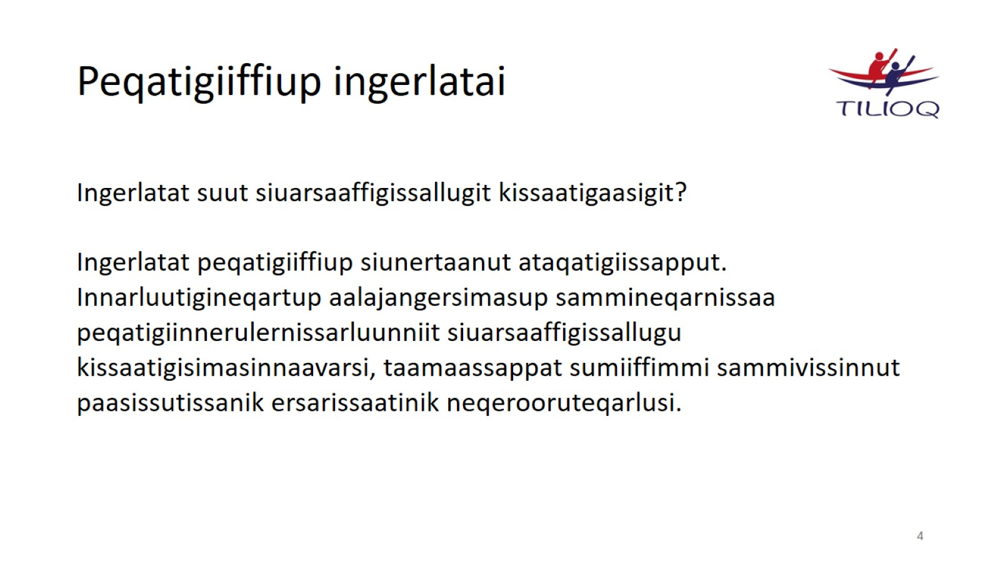 Peqatigiiffiup ingerlatai
TILIOQ
Ingerlatat suut siuarsaaffigissallugit kissaatigaasigit?
Ingerlatat peqatigiiffiup siunertaanut ataqatigiissapput.
Innarluutigineqartup aalajangersimasup sammineqarnissaa
peqatigiinnerulernissarluunniit siuarsaaffigissallugu
kissaatigisimasinnaavarsi, taamaassappat sumiiffimmi sammivissinnut
paasissutissanik ersarissaatinik neqerooruteqarlusi.
4